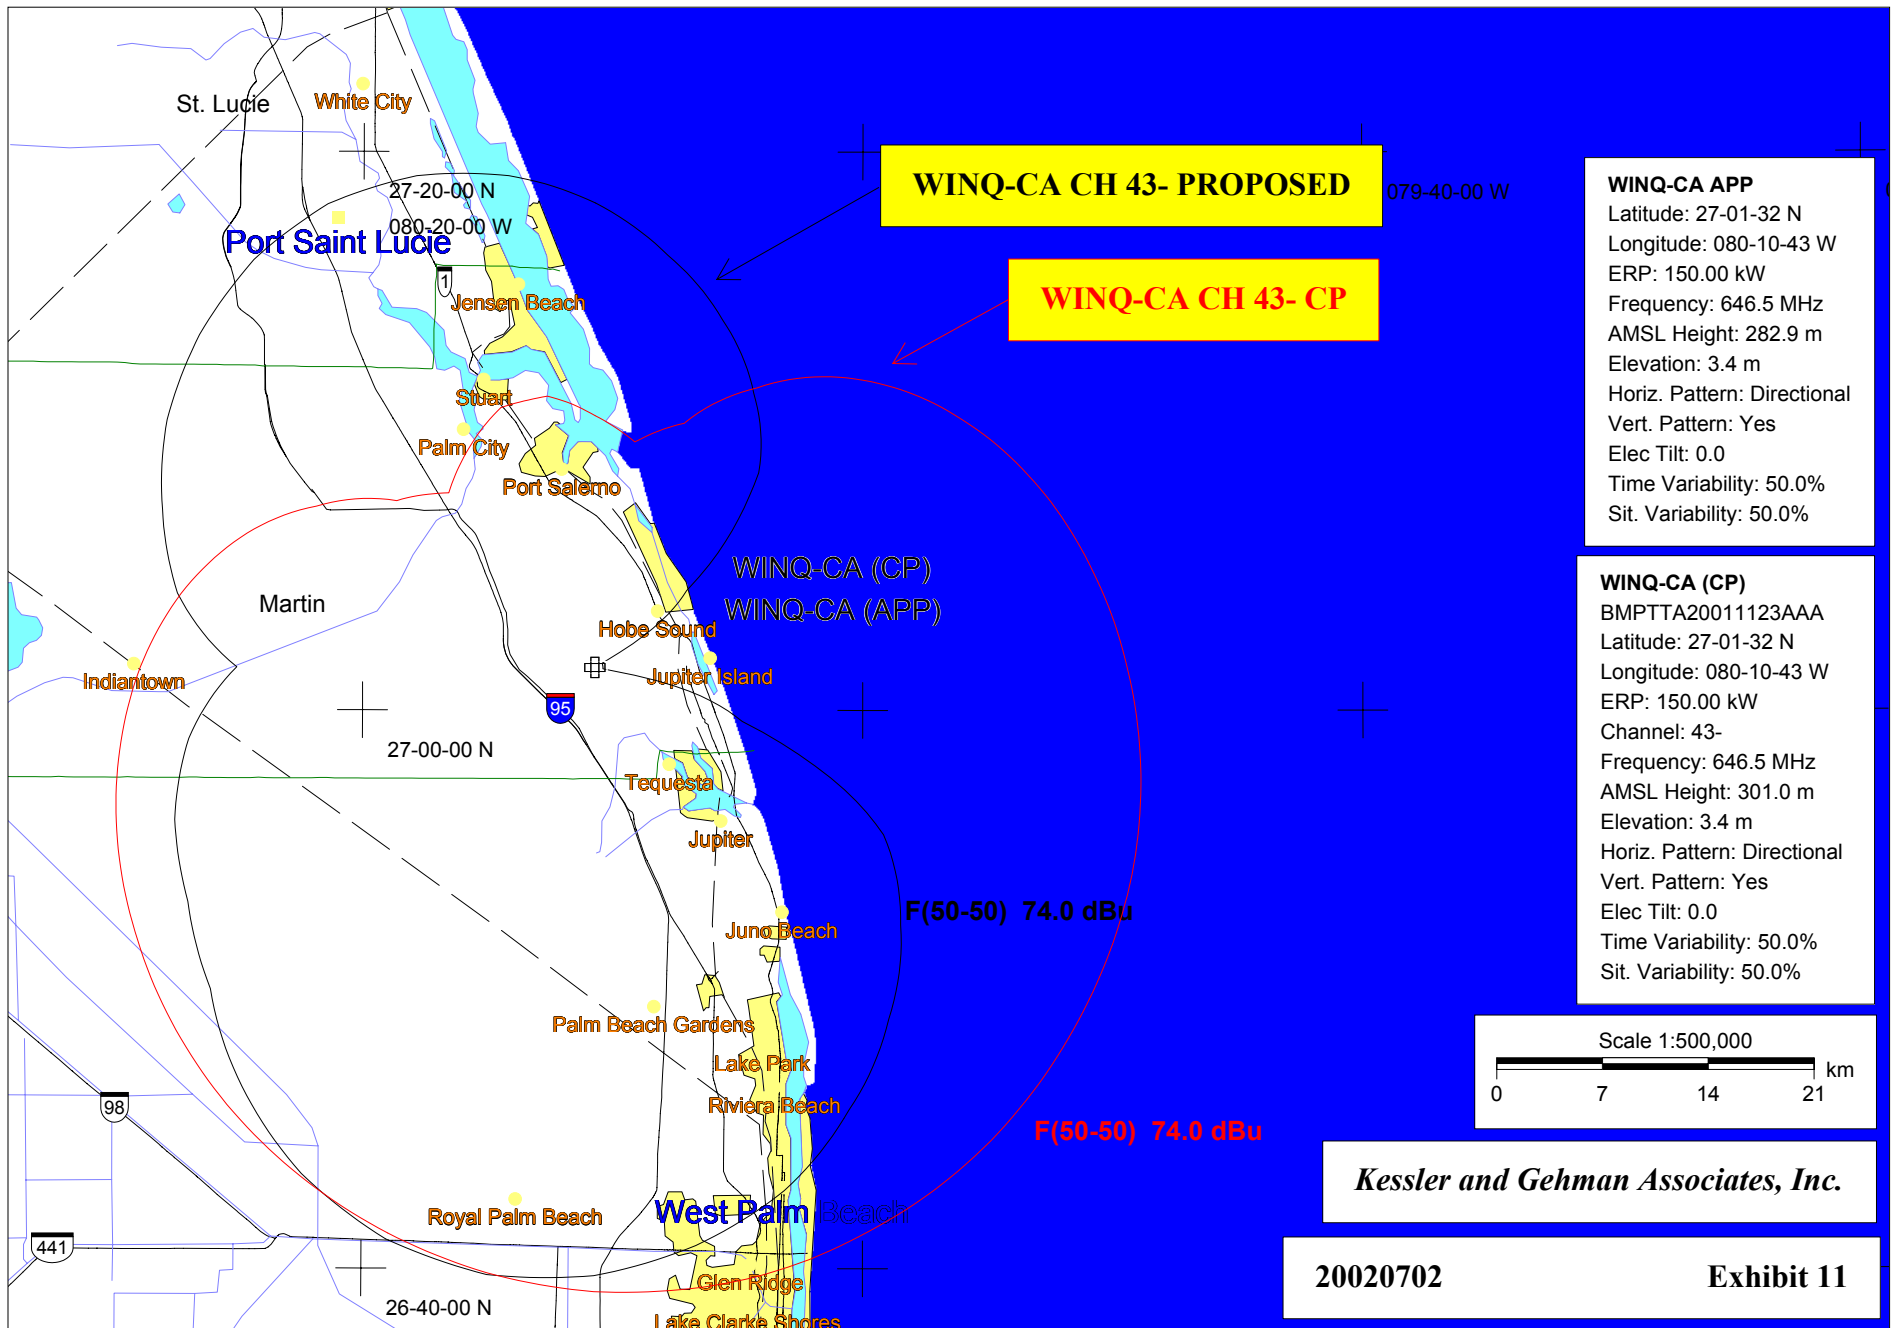 St. Lucie
White City
WINQ-CA CH 43- PROPOSED
27-20-00 N
080-20-00 W
079-40-00 W
Port Saint Lucie
1
Jensen Beach
WINQ-CA CH 43- CP
Stuart
Palm City
Port Salerno
WINQ-CA (CP)
WINQ-CA (APP)
Martin
Hobe Sound
Indiantown
Jupiter Island
95
27-00-00 N
Tequesta
Jupiter
F(50-50) 74.0 dBu
Juno Beach
Palm Beach Gardens
Lake Park
98
Riviera Beach
F(50-50) 74.0 dBu
Royal Palm Beach
West Palm Beach
441
Glen Ridge
26-40-00 N
Lake Clarke Shores
WINQ-CA APP
Latitude: 27-01-32 N
Longitude: 080-10-43 W
ERP: 150.00 kW
Frequency: 646.5 MHz
AMSL Height: 282.9 m
Elevation: 3.4 m
Horiz. Pattern: Directional
Vert. Pattern: Yes
Elec Tilt: 0.0
Time Variability: 50.0%
Sit. Variability: 50.0%
WINQ-CA (CP)
BMPTTA20011123AAA
Latitude: 27-01-32 N
Longitude: 080-10-43 W
ERP: 150.00 kW
Channel: 43-
Frequency: 646.5 MHz
AMSL Height: 301.0 m
Elevation: 3.4 m
Horiz. Pattern: Directional
Vert. Pattern: Yes
Elec Tilt: 0.0
Time Variability: 50.0%
Sit. Variability: 50.0%
Scale 1:500,000
km
0 7 14 21
Kessler and Gehman Associates, Inc.
20020702 Exhibit 11